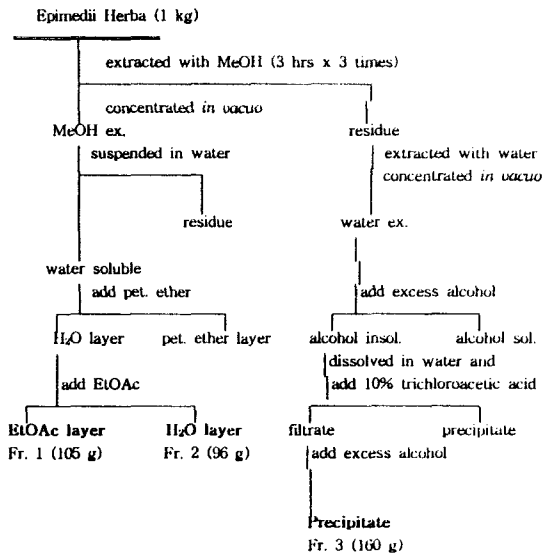 Epimedii Herba (1 kg)
extracted with MeOH (3 hrs x 3 times)
concentrated in vacuo
MeOH ex.
residue
suspended in water
extracted with water
concentrated in vacuo
residue
water ex.
water soluble
add pet. ether
add excess alcohol
H₂O layer
pet. ether layer
alcohol insol.
alcohol sol.
dissolved in water and
add EtOAc
add 10% trichloroacetic acid
EtOAc layer
H₂O layer
filtrate
precipitate
Fr. 1 (105 g)
Fr. 2 (96 g)
add excess alcohol
Precipitate
Fr. 3 (160 g)